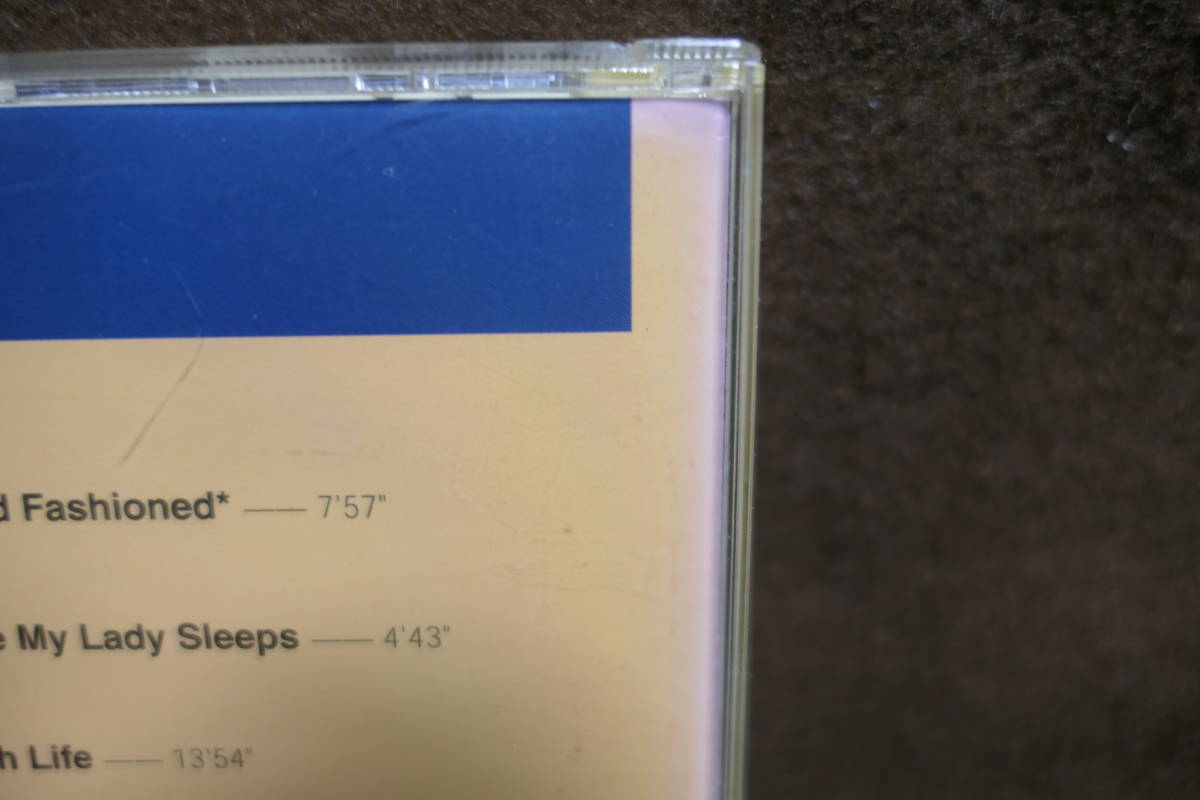 d Fashioned* —— 7'57"
e My Lady Sleeps —— 4'43"
h Life —— 13'54"